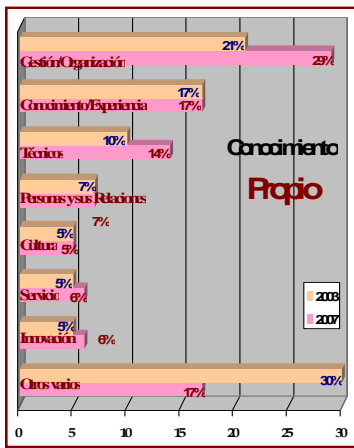 21%
Gestión/Organización
29%
17%
Conocimiento/Experiencia
17%
10%
Técnicos
14%
Conocimiento
Propio
7%
Personas y sus Relaciones
7%
5%
Cultura
5%
5%
Servicio
6%
2003
2007
5%
Innovación
6%
30%
Otros varios
17%
0 5 10 15 20 25 30